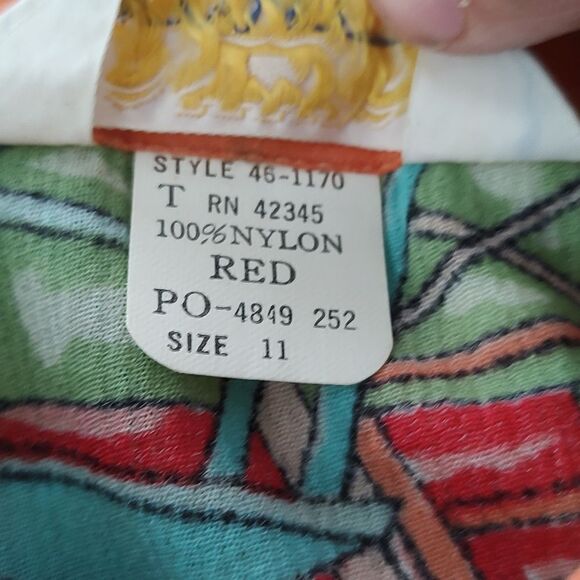 STYLE 46-1170
T RN 42345
100%NYLON
RED
PO-4849 252
SIZE 11